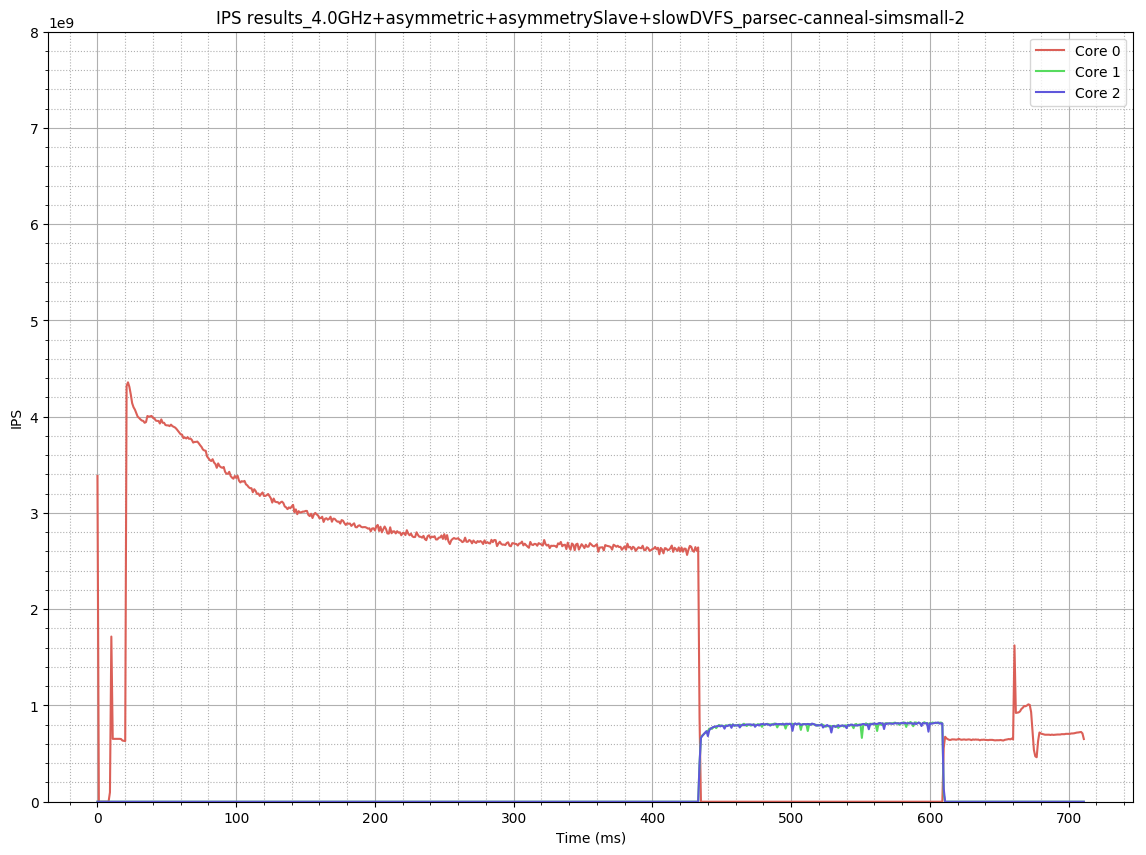 IPS results_4.0GHz+asymmetric+asymmetrySlave+slowDVFS_parsec-canneal-simsmall-2
1e9
8
7
6
5
4
3
2
1
0
IPS
Core 0
Core 1
Core 2
0 100 200 300 400 500 600 700
Time (ms)